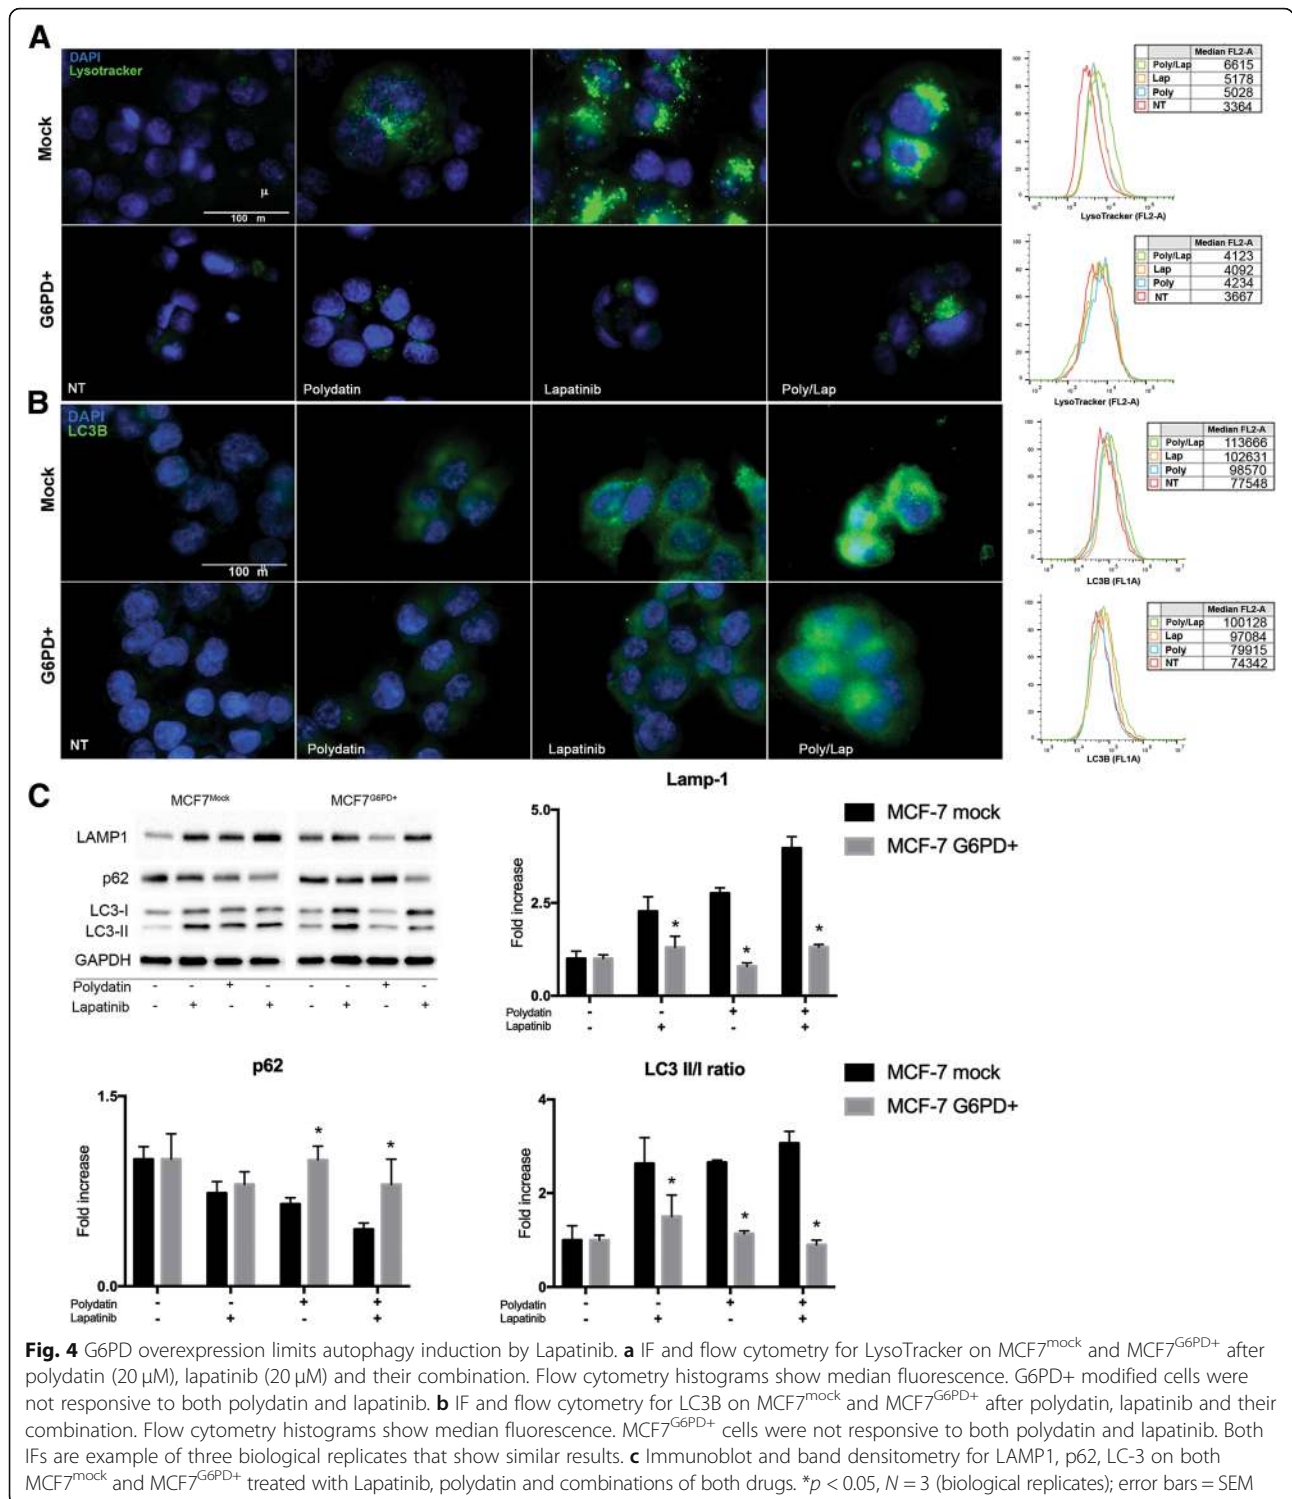 A
DAPI
Lysotracker
Mock
μ
100 m
G6PD+
NT
Polydatin
Lapatinib
Poly/Lap
Median FL2-A
Poly/Lap 6615
Lap 5178
Poly 5028
NT 3364
LysoTracker (FL2-A)
Median FL2-A
Poly/Lap 4123
Lap 4092
Poly 4234
NT 3667
LysoTracker (FL2-A)
B
DAPI
LC3B
Mock
100 m
G6PD+
NT
Polydatin
Lapatinib
Poly/Lap
Median FL2-A
Poly/Lap 113666
Lap 102631
Poly 98570
NT 77548
LC3B (FL1A)
Median FL2-A
Poly/Lap 100128
Lap 97084
Poly 79915
NT 74342
LC3B (FL1A)
C
MCF7Mock MCF7G6PD+
LAMP1
p62
LC3-I
LC3-II
GAPDH
Polydatin - - + - - - + -
Lapatinib - + - + - + - +
Lamp-1
MCF-7 mock
MCF-7 G6PD+
Fold increase
5.0
2.5
0.0
* * *
Polydatin - - + +
Lapatinib - + - +
p62
Fold increase
1.5
0.0
* *
Polydatin - - + +
Lapatinib - + - +
LC3 II/I ratio
MCF-7 mock
MCF-7 G6PD+
Fold increase
4
2
0
* * *
Polydatin - - + +
Lapatinib - + - +
Fig. 4 G6PD overexpression limits autophagy induction by Lapatinib. a IF and flow cytometry for LysoTracker on MCF7mock and MCF7G6PD+ after
polydatin (20 μM), lapatinib (20 μM) and their combination. Flow cytometry histograms show median fluorescence. G6PD+ modified cells were
not responsive to both polydatin and lapatinib. b IF and flow cytometry for LC3B on MCF7mock and MCF7G6PD+ after polydatin, lapatinib and their
combination. Flow cytometry histograms show median fluorescence. MCF7G6PD+ cells were not responsive to both polydatin and lapatinib. Both
IFs are example of three biological replicates that show similar results. c Immunoblot and band densitometry for LAMP1, p62, LC-3 on both
MCF7mock and MCF7G6PD+ treated with Lapatinib, polydatin and combinations of both drugs. *p < 0.05, N = 3 (biological replicates); error bars = SEM